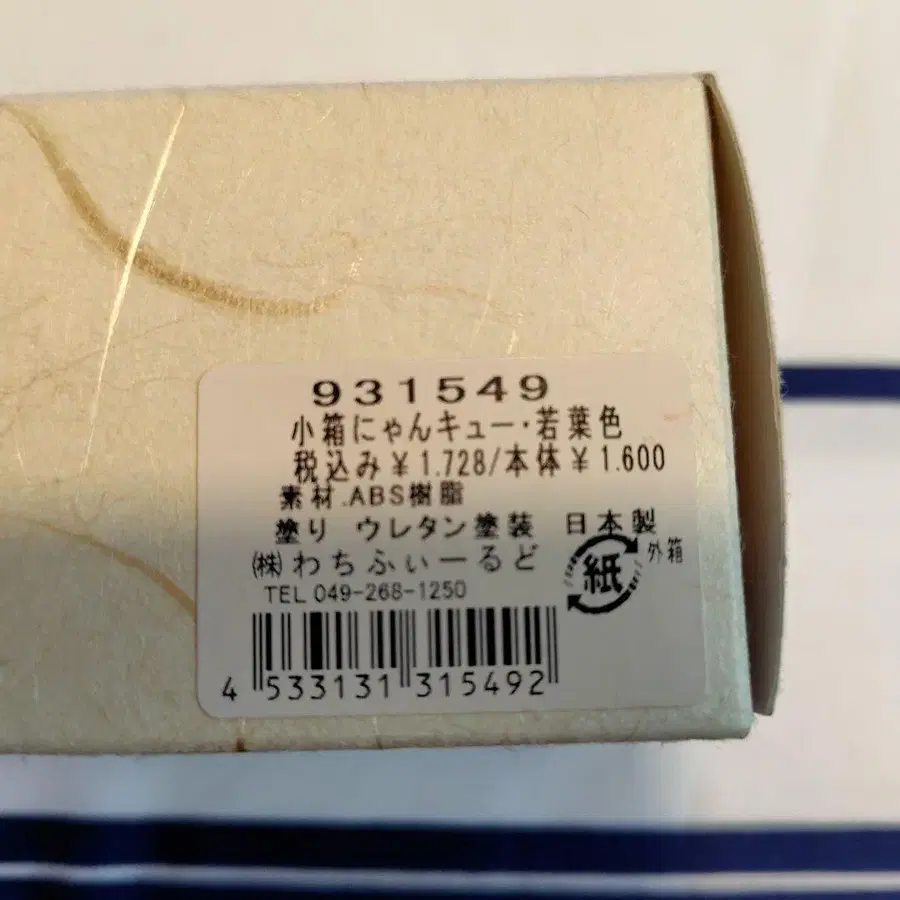 931549
小箱にゃんキュー・若葉色
税込み¥1.728/本体¥1.600
素材.ABS樹脂
塗り ウレタン塗装 日本製
㈱わちふぃーるど
紙 外箱
TEL 049-268-1250
4 533131 315492